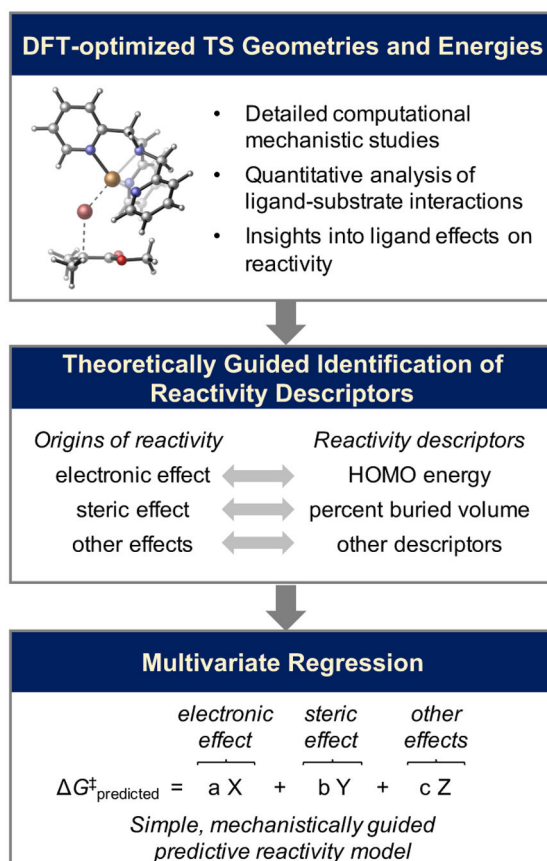 DFT-optimized TS Geometries and Energies
• Detailed computational
mechanistic studies
• Quantitative analysis of
ligand-substrate interactions
• Insights into ligand effects on
reactivity
Theoretically Guided Identification of
Reactivity Descriptors
Origins of reactivity
Reactivity descriptors
electronic effect
HOMO energy
steric effect
percent buried volume
other effects
other descriptors
Multivariate Regression
electronic effect
steric effect
other effects
ΔG‡predicted = a X + b Y + c Z
Simple, mechanistically guided
predictive reactivity model